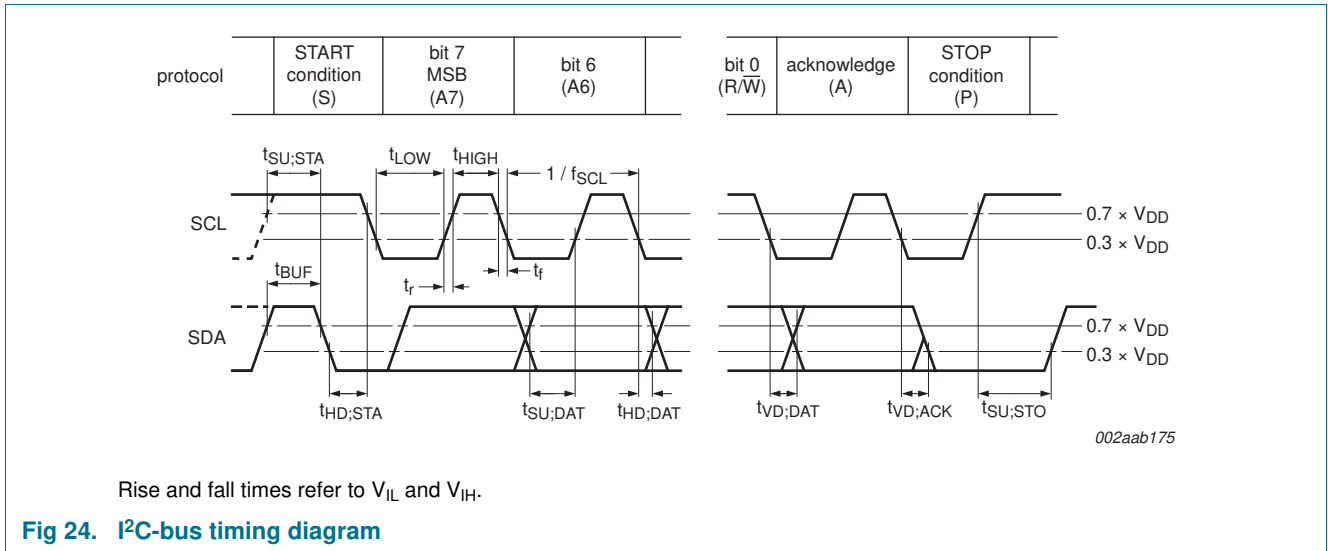 protocol
START
condition
(S)
bit 7
MSB
(A7)
bit 6
(A6)
bit 0
(R/W̅)
acknowledge
(A)
STOP
condition
(P)
tSU;STA
tLOW
tHIGH
1 / fSCL
SCL
0.7 × VDD
0.3 × VDD
tBUF
tr
tf
SDA
0.7 × VDD
0.3 × VDD
tHD;STA
tSU;DAT
tHD;DAT
tVD;DAT
tVD;ACK
tSU;STO
002aab175
Rise and fall times refer to VIL and VIH.
Fig 24. I²C-bus timing diagram